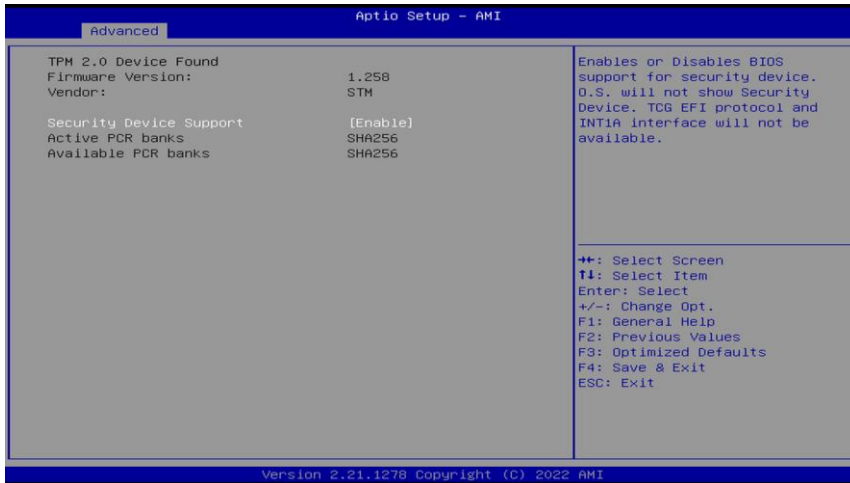 Aptio Setup – AMI
Advanced
TPM 2.0 Device Found
Firmware Version: 1.258
Vendor: STM
Security Device Support [Enable]
Active PCR banks SHA256
Available PCR banks SHA256
Enables or Disables BIOS
support for security device.
O.S. will not show Security
Device. TCG EFI protocol and
INT1A interface will not be
available.
→←: Select Screen
↑↓: Select Item
Enter: Select
+/-: Change Opt.
F1: General Help
F2: Previous Values
F3: Optimized Defaults
F4: Save & Exit
ESC: Exit
Version 2.21.1278 Copyright (C) 2022 AMI